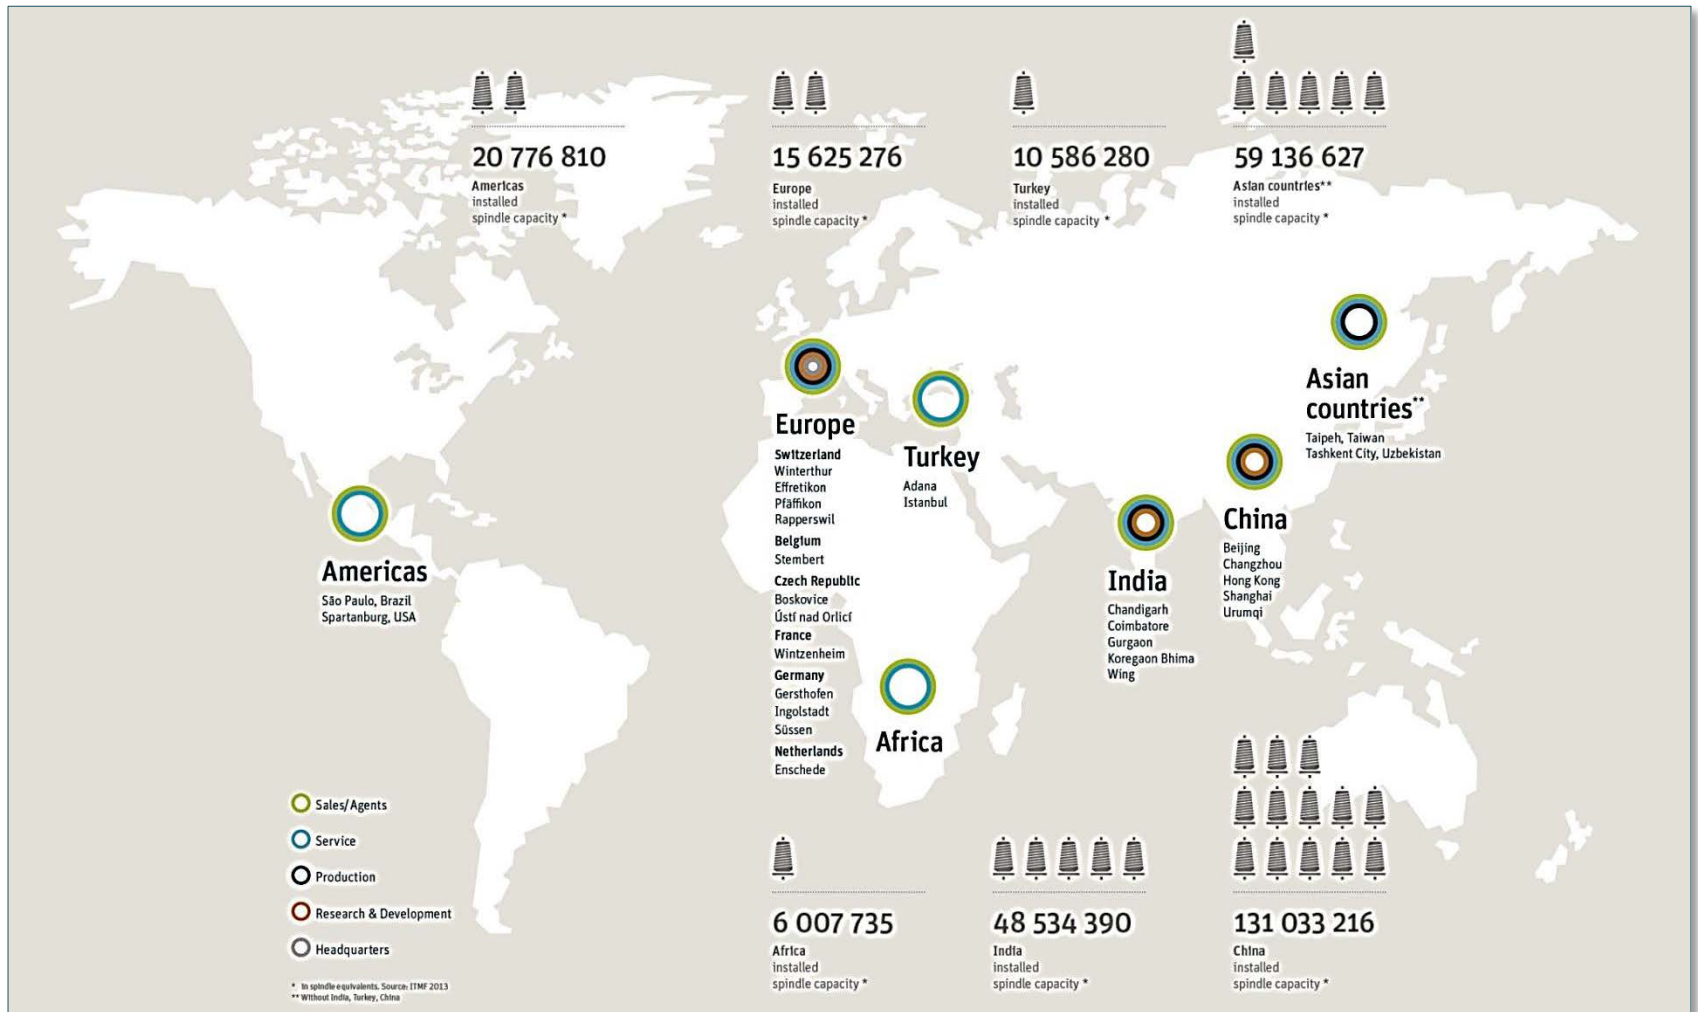 20 776 810
Americas
installed
spindle capacity *
15 625 276
Europe
installed
spindle capacity *
10 586 280
Turkey
installed
spindle capacity *
59 136 627
Asian countries**
installed
spindle capacity *
Europe
Switzerland
Winterthur
Effretikon
Pfäffikon
Rapperswil
Belgium
Stembert
Czech Republic
Boskovice
Ústí nad Orlicí
France
Wintzenheim
Germany
Gersthofen
Ingolstadt
Süssen
Netherlands
Enschede
Turkey
Adana
Istanbul
Asian
countries**
Taipeh, Taiwan
Tashkent City, Uzbekistan
China
Beijing
Changzhou
Hong Kong
Shanghai
Urumqi
India
Chandigarh
Coimbatore
Gurgaon
Koregaon Bhima
Wing
Americas
São Paulo, Brazil
Spartanburg, USA
Africa
Sales/Agents
Service
Production
Research & Development
Headquarters
* In spindle equivalents. Source: ITMF 2013
** Without India, Turkey, China
6 007 735
Africa
installed
spindle capacity *
48 534 390
India
installed
spindle capacity *
131 033 216
China
installed
spindle capacity *